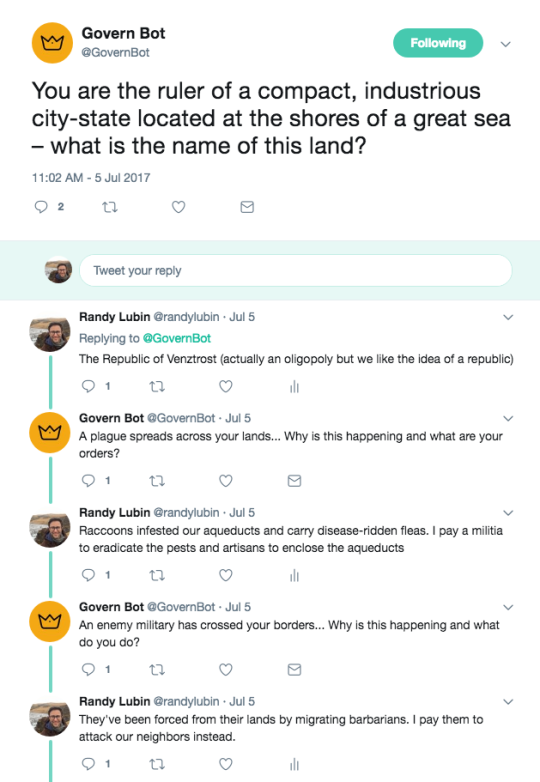 Govern Bot
@GovernBot
Following
You are the ruler of a compact, industrious
city-state located at the shores of a great sea
– what is the name of this land?
11:02 AM - 5 Jul 2017
2
Tweet your reply
Randy Lubin @randylubin · Jul 5
Replying to @GovernBot
The Republic of Venztrost (actually an oligopoly but we like the idea of a republic)
1
Govern Bot @GovernBot · Jul 5
A plague spreads across your lands... Why is this happening and what are your
orders?
1
Randy Lubin @randylubin · Jul 5
Raccoons infested our aqueducts and carry disease-ridden fleas. I pay a militia
to eradicate the pests and artisans to enclose the aqueducts
1
Govern Bot @GovernBot · Jul 5
An enemy military has crossed your borders... Why is this happening and what
do you do?
1
Randy Lubin @randylubin · Jul 5
They've been forced from their lands by migrating barbarians. I pay them to
attack our neighbors instead.
1